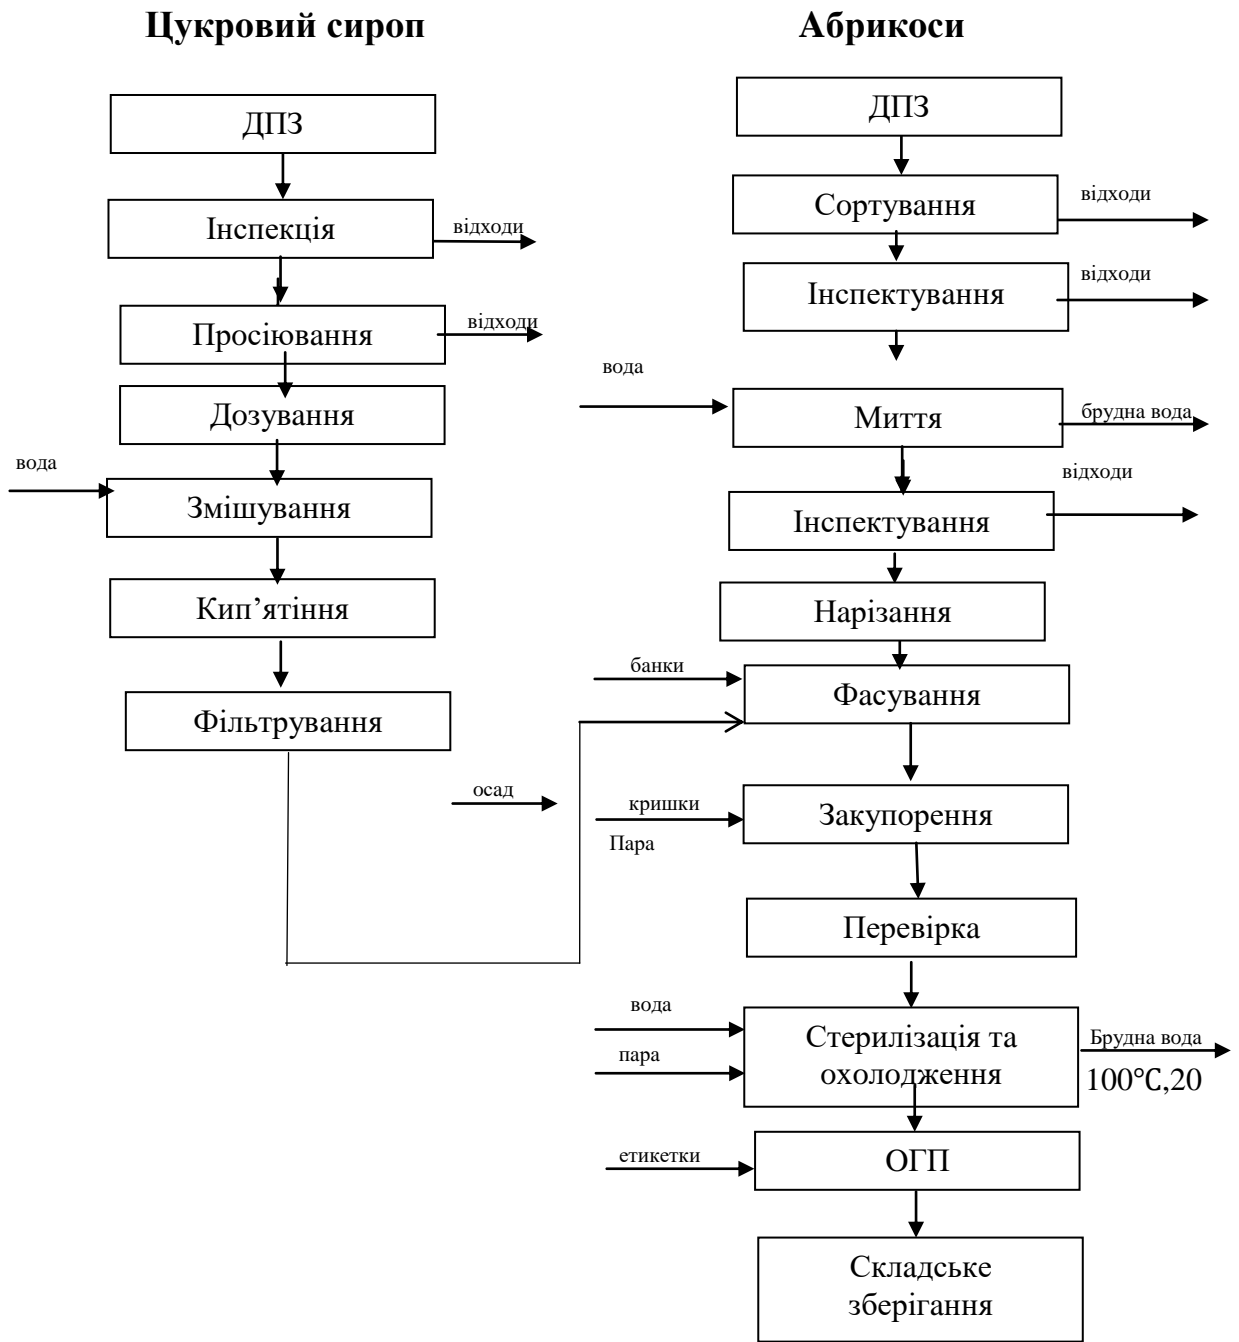 Цукровий сироп
Абрикоси
ДПЗ
Інспекція
відходи
Просіювання
відходи
Дозування
вода
Змішування
Кип’ятіння
Фільтрування
осад
ДПЗ
Сортування
відходи
Інспектування
відходи
вода
Миття
брудна вода
Інспектування
відходи
Нарізання
банки
Фасування
кришки
Пара
Закупорення
Перевірка
вода
пара
Стерилізація та
охолодження
Брудна вода
100°С,20
етикетки
ОГП
Складське
зберігання